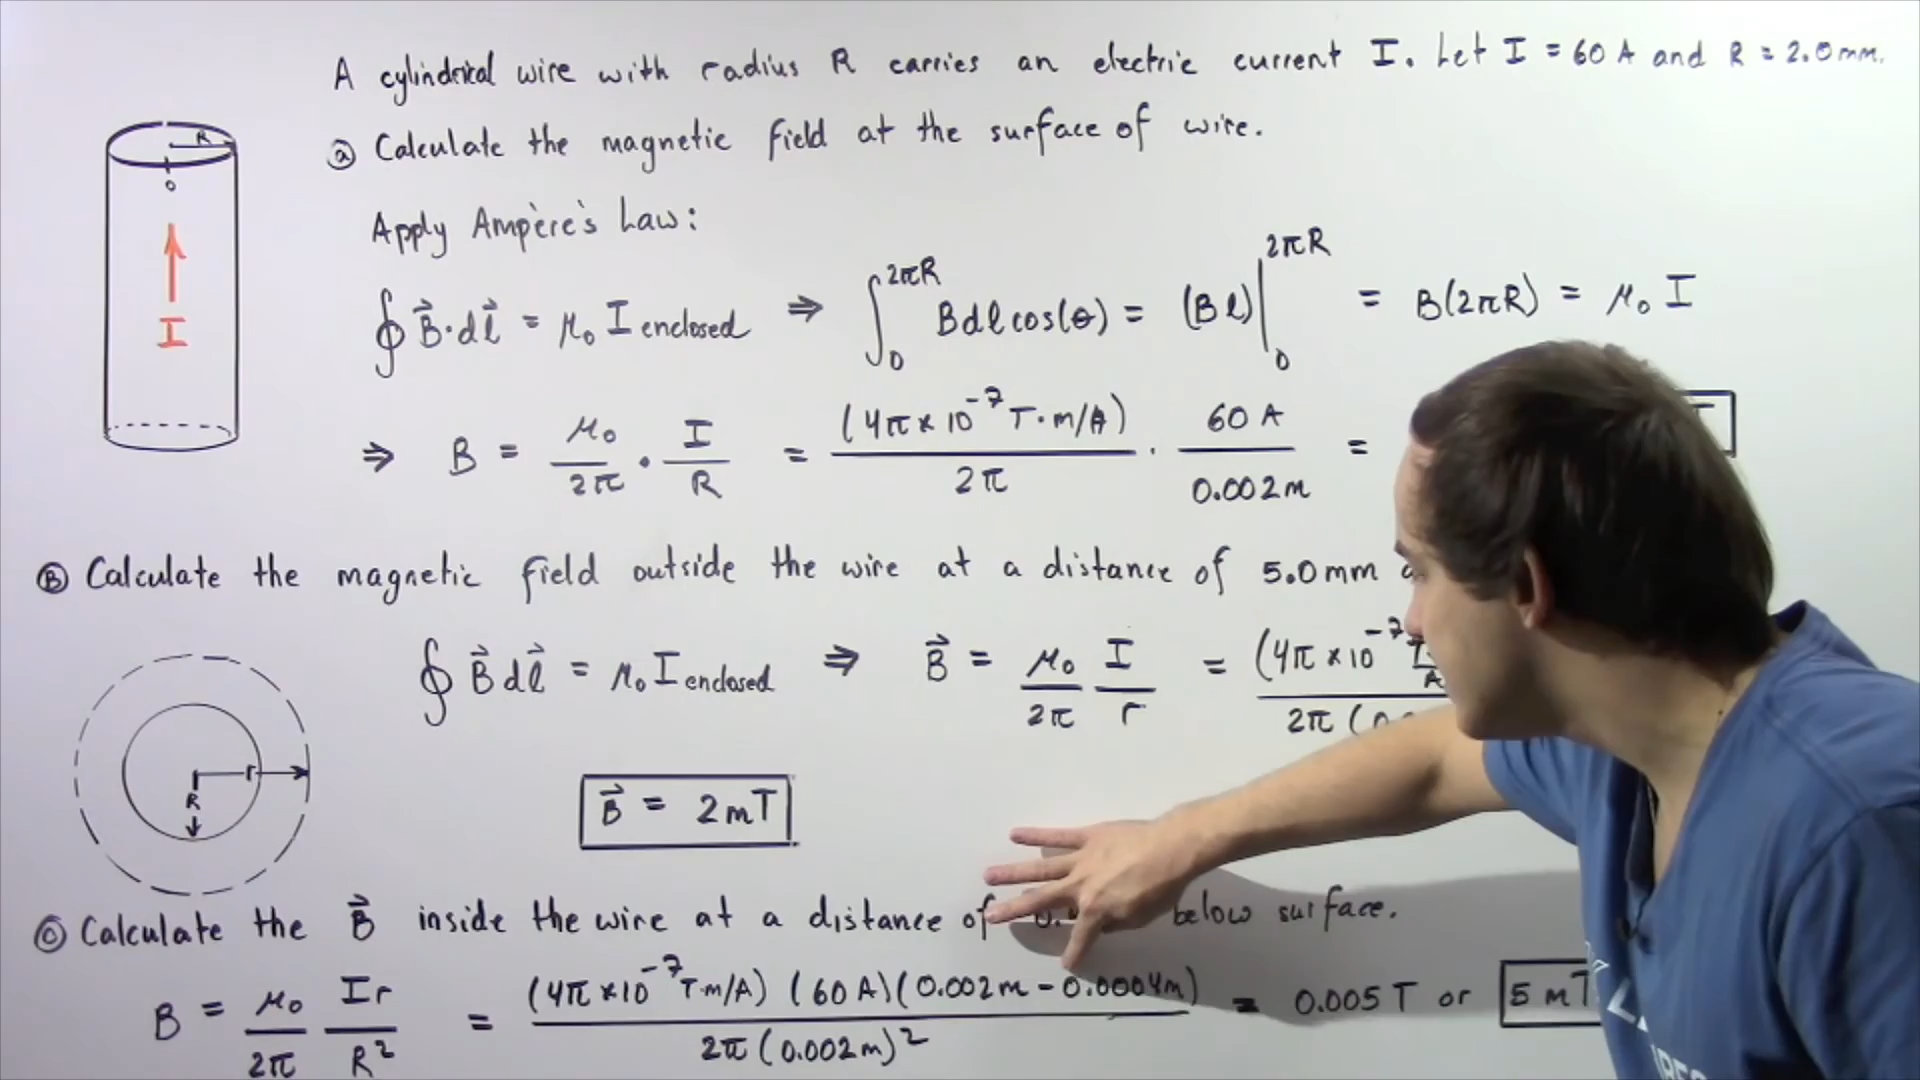 A cylindrical wire with radius R carries an electric current I. Let I = 60 A and R = 2.0 mm.
R
0
I
ⓐ Calculate the magnetic field at the surface of wire.
Apply Ampère's Law:
∮ B⃗·dl⃗ = μ₀ I enclosed ⇒ ∫₀^2πR Bdl cos(θ) = (Bl)|₀^2πR = B(2πR) = μ₀ I
⇒ B = μ₀/2π · I/R = (4π×10⁻⁷ T·m/A)/2π · 60 A/0.002m =
Ⓑ Calculate the magnetic field outside the wire at a distance of 5.0mm
∮ B⃗ dl⃗ = μ₀ I enclosed ⇒ B⃗ = μ₀/2π I/r = (4π×10⁻⁷ / 2π (
r
R
B⃗ = 2mT
Ⓒ Calculate the B⃗ inside the wire at a distance of below surface.
B = μ₀/2π Ir/R² = (4π×10⁻⁷ T·m/A) (60 A)(0.002m - 0.0004m)/2π(0.002m)² = 0.005 T or 5 mT